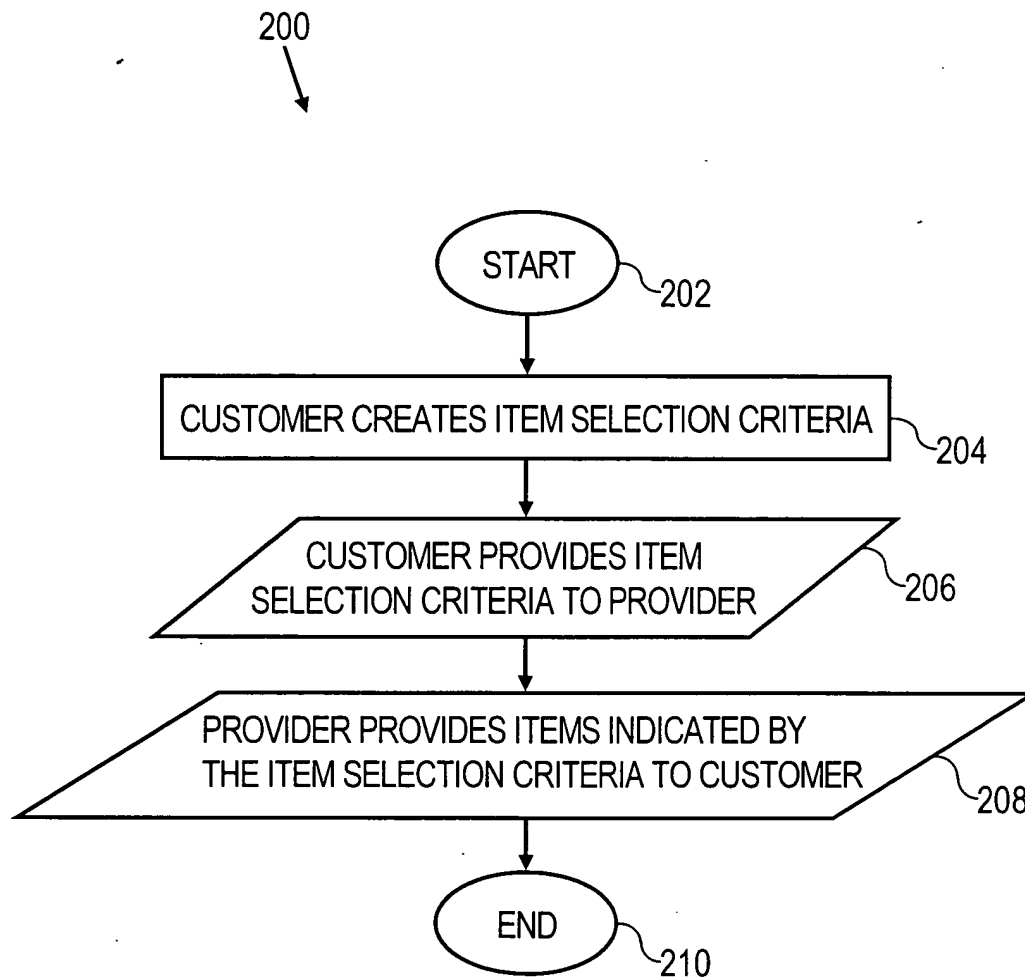 200
START
202
CUSTOMER CREATES ITEM SELECTION CRITERIA
204
CUSTOMER PROVIDES ITEM
SELECTION CRITERIA TO PROVIDER
206
PROVIDER PROVIDES ITEMS INDICATED BY
THE ITEM SELECTION CRITERIA TO CUSTOMER
208
END
210